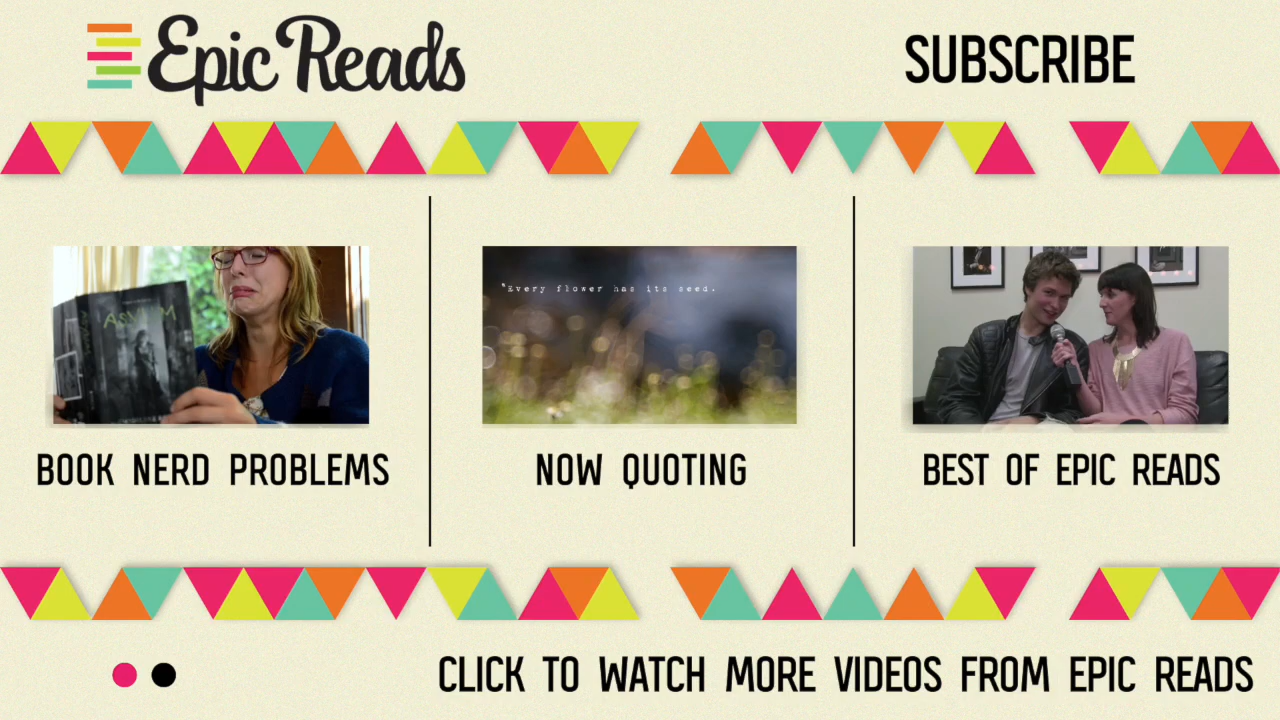 Epic Reads
SUBSCRIBE
ASYLUM
"Every flower has its seed.
BOOK NERD PROBLEMS
NOW QUOTING
BEST OF EPIC READS
CLICK TO WATCH MORE VIDEOS FROM EPIC READS